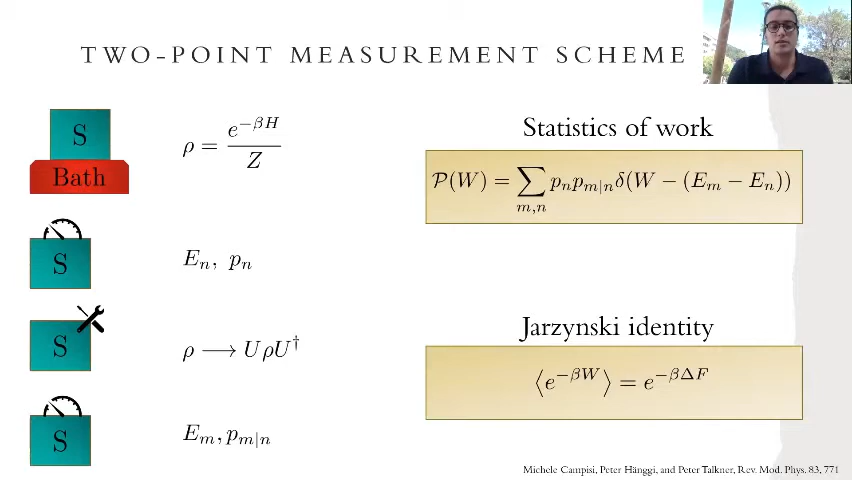 TWO-POINT MEASUREMENT SCHEME
S
Bath
ρ = e^{−βH} / Z
S
E_n, p_n
S
ρ ⟶ UρU^†
S
E_m, p_{m|n}
Statistics of work
𝒫(W) = ∑_{m,n} p_n p_{m|n} δ(W − (E_m − E_n))
Jarzynski identity
⟨e^{−βW}⟩ = e^{−βΔF}
Michele Campisi, Peter Hänggi, and Peter Talkner, Rev. Mod. Phys. 83, 771